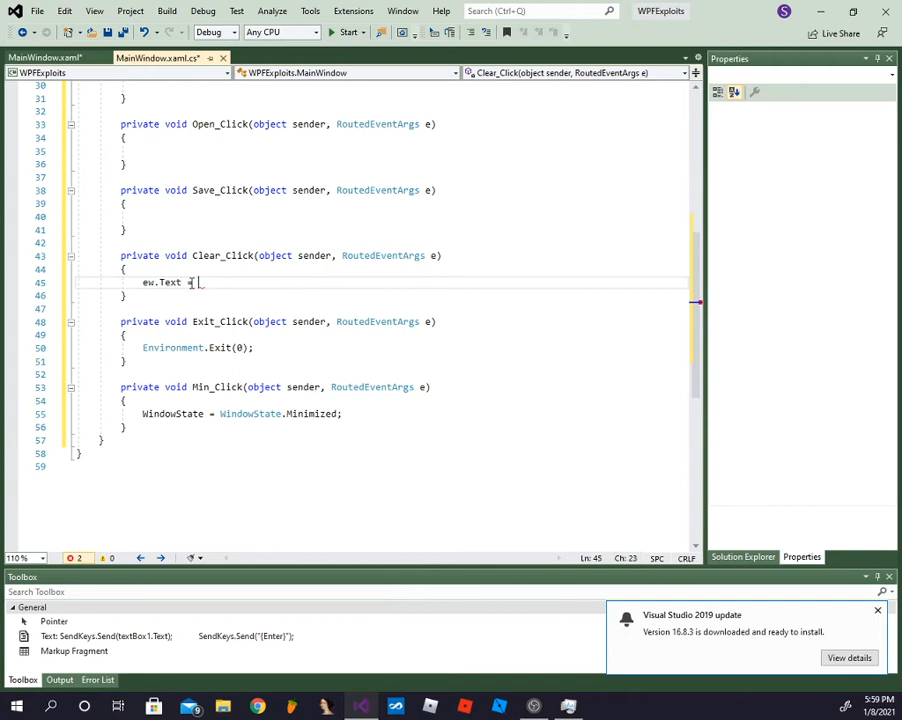 File Edit View Git Project Build Debug Test Analyze Tools Extensions Window Help Search (Ctrl+Q) WPFExploits S
Debug Any CPU Start Live Share
MainWindow.xaml* MainWindow.xaml.cs* Properties
WPFExploits WPFExploits.MainWindow Clear_Click(object sender, RoutedEventArgs e)
30
31 }
32
33 private void Open_Click(object sender, RoutedEventArgs e)
34 {
35
36 }
37
38 private void Save_Click(object sender, RoutedEventArgs e)
39 {
40
41 }
42
43 private void Clear_Click(object sender, RoutedEventArgs e)
44 {
45 ew.Text =
46 }
47
48 private void Exit_Click(object sender, RoutedEventArgs e)
49 {
50 Environment.Exit(0);
51 }
52
53 private void Min_Click(object sender, RoutedEventArgs e)
54 {
55 WindowState = WindowState.Minimized;
56 }
57 }
58 }
59
110 % 2 0 Ln: 45 Ch: 23 SPC CRLF
Solution Explorer Properties
Toolbox
Search Toolbox
General
Pointer
Text: SendKeys.Send(textBox1.Text); SendKeys.Send("{Enter}");
Markup Fragment
Visual Studio 2019 update
Version 16.8.3 is downloaded and ready to install.
View details
Toolbox Output Error List
9
5:59 PM
1/8/2021